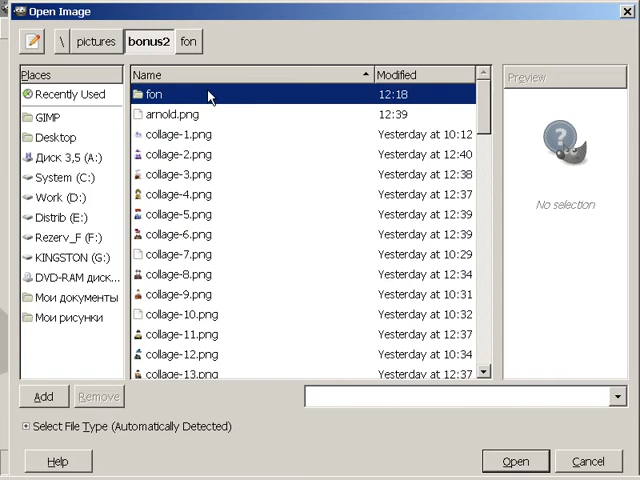 Open Image
\ pictures bonus2 fon
Places Name Modified Preview
Recently Used fon 12:18
GIMP arnold.png 12:39
Desktop collage-1.png Yesterday at 10:12
Диск 3,5 (A:) collage-2.png Yesterday at 12:40
System (C:) collage-3.png Yesterday at 12:38
Work (D:) collage-4.png Yesterday at 12:37
Distrib (E:) collage-5.png Yesterday at 12:39
Rezerv_F (F:) collage-6.png Yesterday at 12:39
KINGSTON (G:) collage-7.png Yesterday at 10:29
DVD-RAM диск... collage-8.png Yesterday at 12:34
Мои документы collage-9.png Yesterday at 10:31
Мои рисунки collage-10.png Yesterday at 10:32
collage-11.png Yesterday at 12:37
collage-12.png Yesterday at 10:34
collage-13.png Yesterday at 12:37
No selection
Add Remove
Select File Type (Automatically Detected)
Help Open Cancel